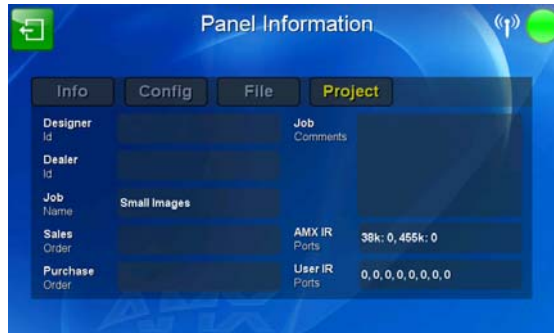 Panel Information
Info
Config
File
Project
Designer
Id
Dealer
Id
Job
Name
Small Images
Sales
Order
Purchase
Order
Job
Comments
AMX IR
Ports
38k: 0, 455k: 0
User IR
Ports
0, 0, 0, 0, 0, 0, 0, 0
AMX